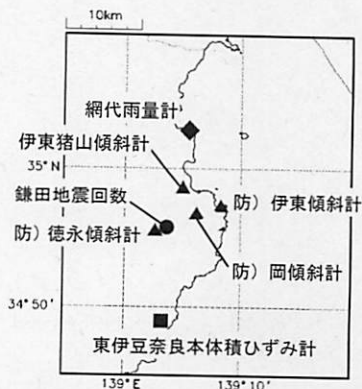 10km
網代雨量計
伊東猪山傾斜計
35°N
鎌田地震回数
防）伊東傾斜計
防）徳永傾斜計
防）岡傾斜計
34°50'
東伊豆奈良本体積ひずみ計
139°E
139°10'